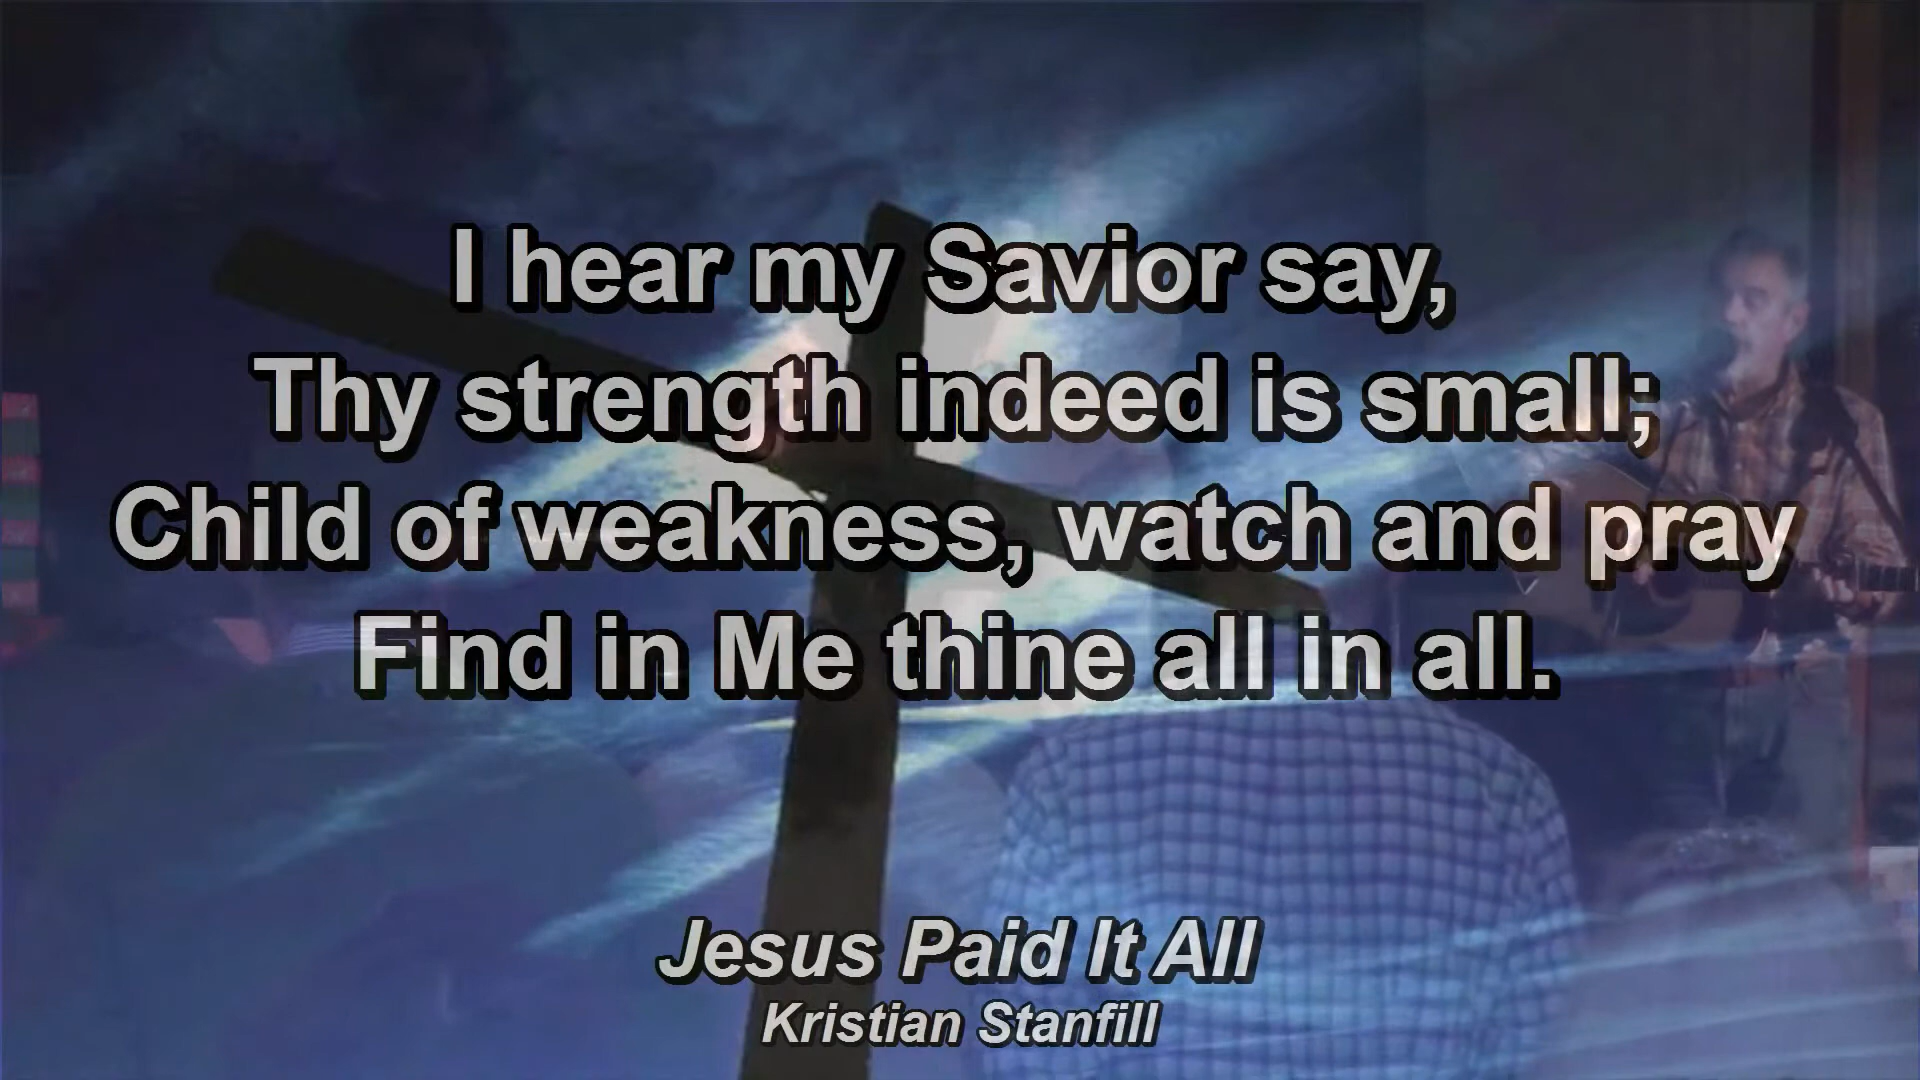 I hear my Savior say,
Thy strength indeed is small;
Child of weakness, watch and pray
Find in Me thine all in all.
Jesus Paid It All
Kristian Stanfill